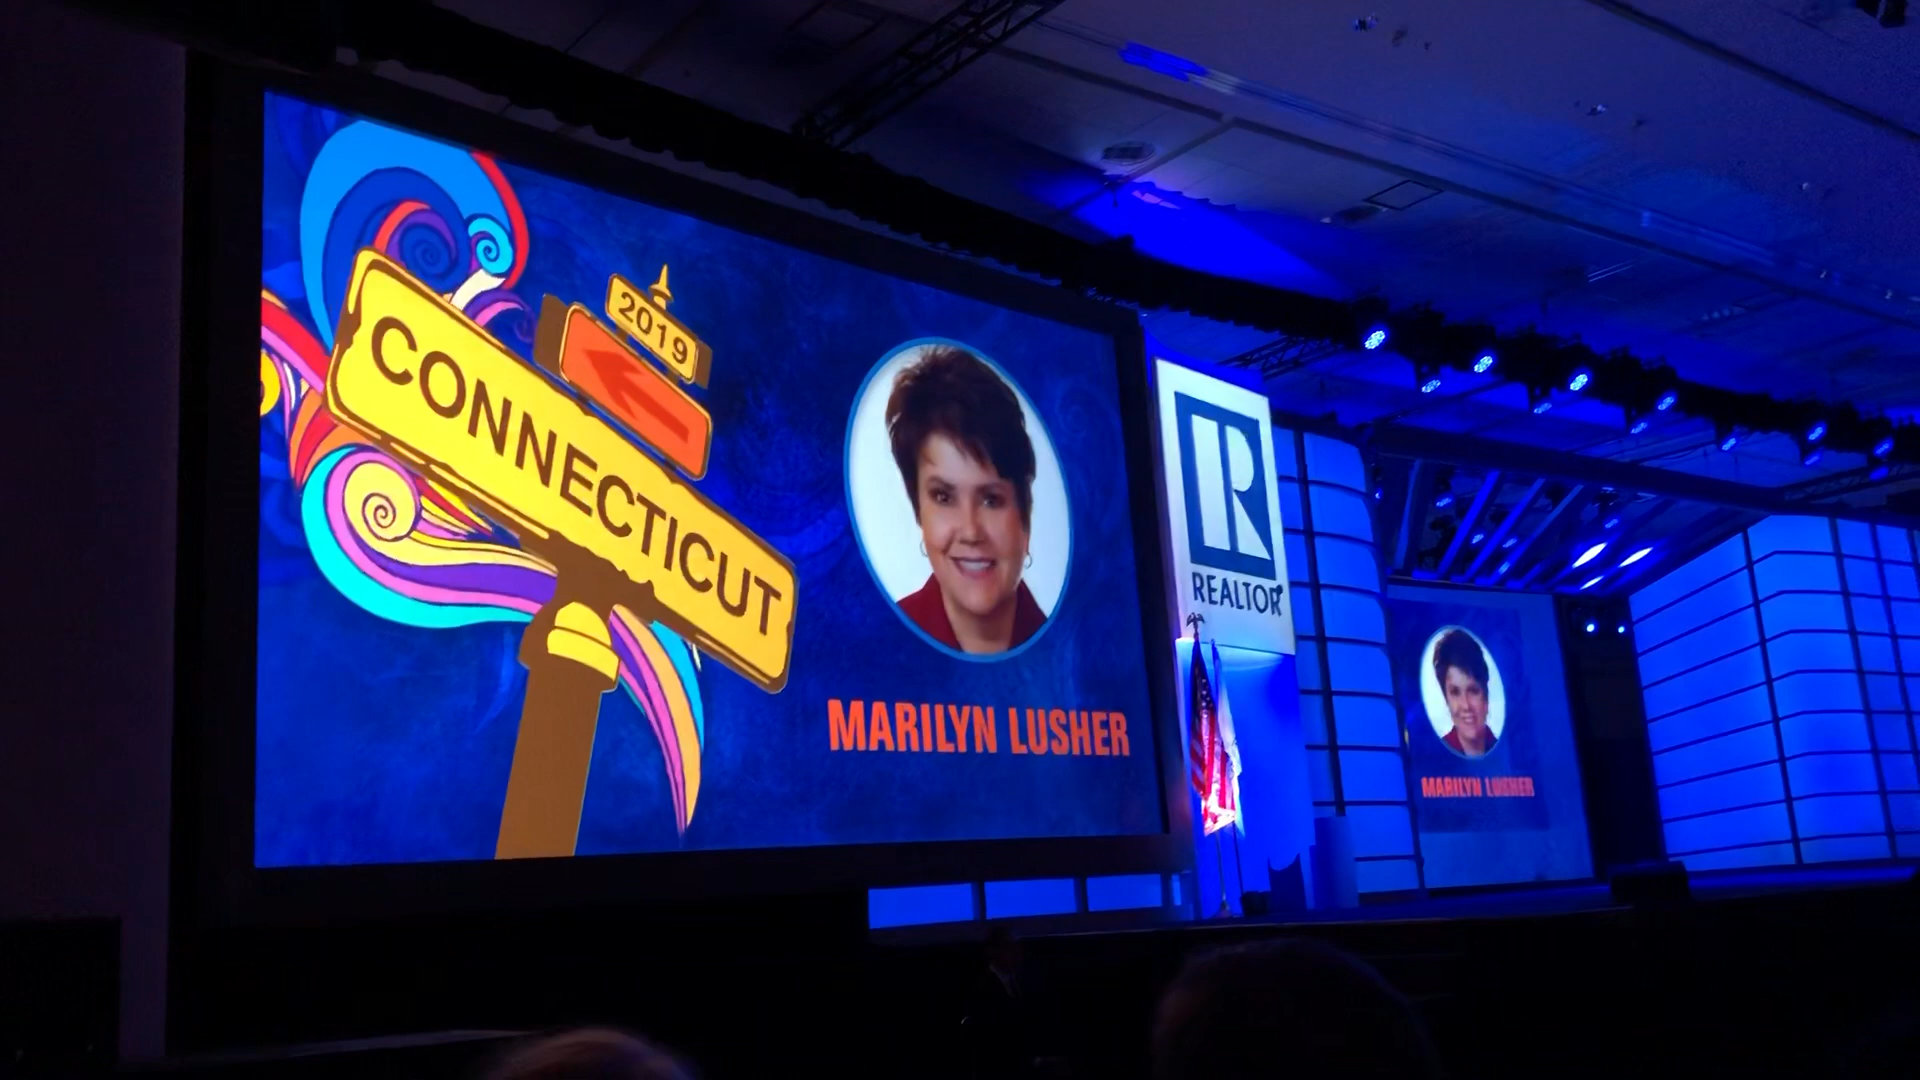 2019
CONNECTICUT
MARILYN LUSHER
R
REALTOR®
MARILYN LUSHER